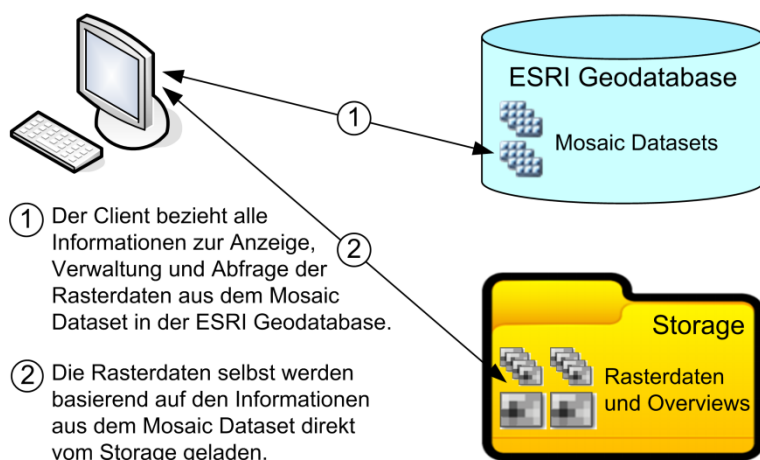 ESRI Geodatabase
Mosaic Datasets
1
2
1 Der Client bezieht alle
Informationen zur Anzeige,
Verwaltung und Abfrage der
Rasterdaten aus dem Mosaic
Dataset in der ESRI Geodatabase.
2 Die Rasterdaten selbst werden
basierend auf den Informationen
aus dem Mosaic Dataset direkt
vom Storage geladen.
Storage
Rasterdaten
und Overviews